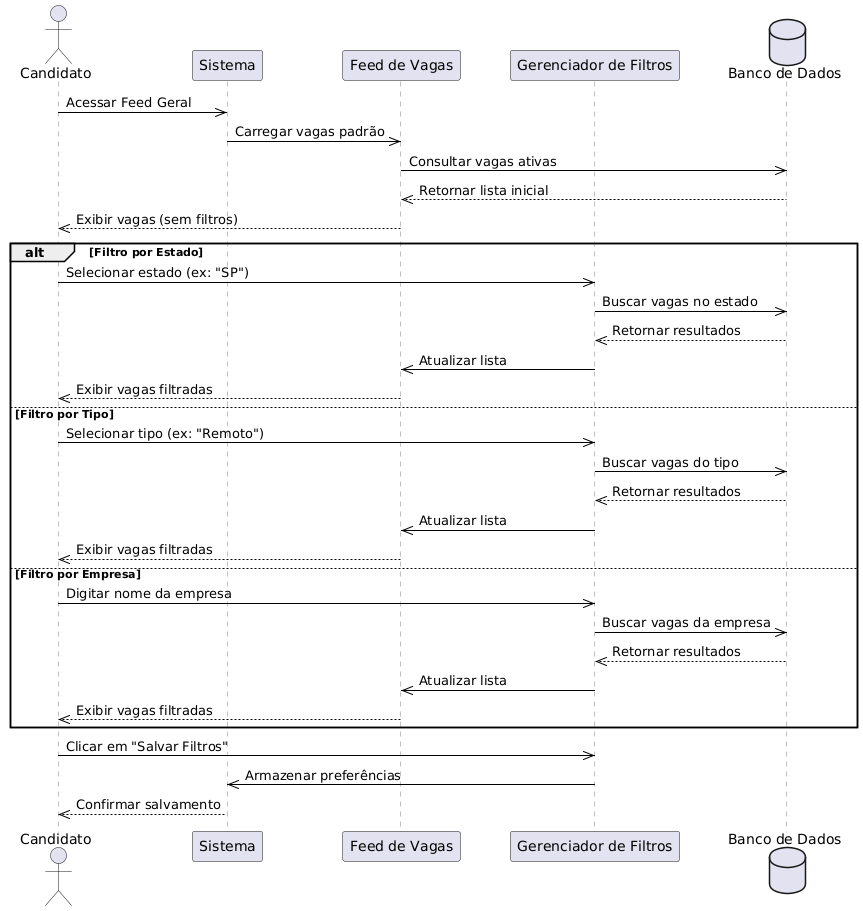 Candidato
Sistema
Feed de Vagas
Gerenciador de Filtros
Banco de Dados
Acessar Feed Geral
Carregar vagas padrão
Consultar vagas ativas
Retornar lista inicial
Exibir vagas (sem filtros)
alt [Filtro por Estado]
Selecionar estado (ex: "SP")
Buscar vagas no estado
Retornar resultados
Atualizar lista
Exibir vagas filtradas
[Filtro por Tipo]
Selecionar tipo (ex: "Remoto")
Buscar vagas do tipo
Retornar resultados
Atualizar lista
Exibir vagas filtradas
[Filtro por Empresa]
Digitar nome da empresa
Buscar vagas da empresa
Retornar resultados
Atualizar lista
Exibir vagas filtradas
Clicar em "Salvar Filtros"
Armazenar preferências
Confirmar salvamento
Candidato
Sistema
Feed de Vagas
Gerenciador de Filtros
Banco de Dados